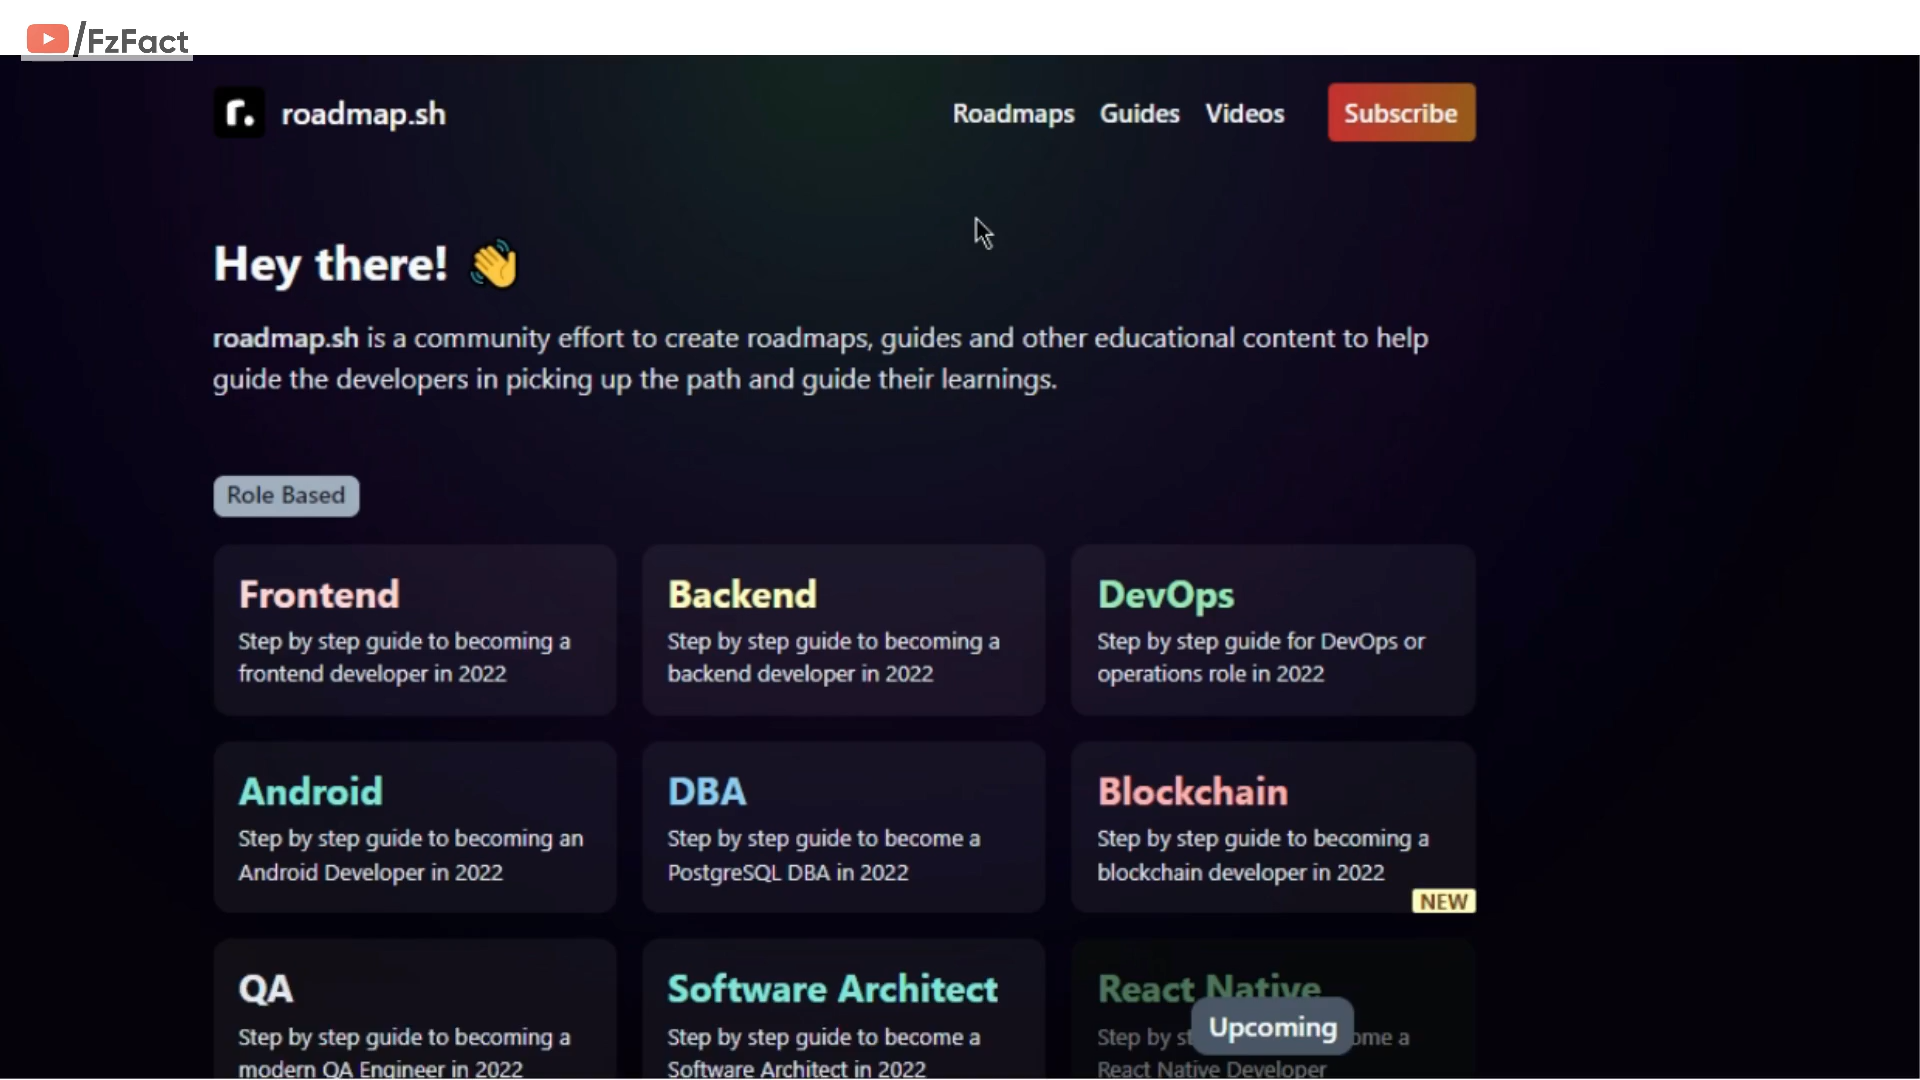 /FzFact
roadmap.sh
Roadmaps Guides Videos Subscribe
Hey there! 👋
roadmap.sh is a community effort to create roadmaps, guides and other educational content to help
guide the developers in picking up the path and guide their learnings.
Role Based
Frontend
Step by step guide to becoming a
frontend developer in 2022
Backend
Step by step guide to becoming a
backend developer in 2022
DevOps
Step by step guide for DevOps or
operations role in 2022
Android
Step by step guide to becoming an
Android Developer in 2022
DBA
Step by step guide to become a
PostgreSQL DBA in 2022
Blockchain
Step by step guide to becoming a
blockchain developer in 2022
NEW
QA
Step by step guide to becoming a
modern QA Engineer in 2022
Software Architect
Step by step guide to become a
Software Architect in 2022
React Native
Upcoming
Step by
React Native Developer